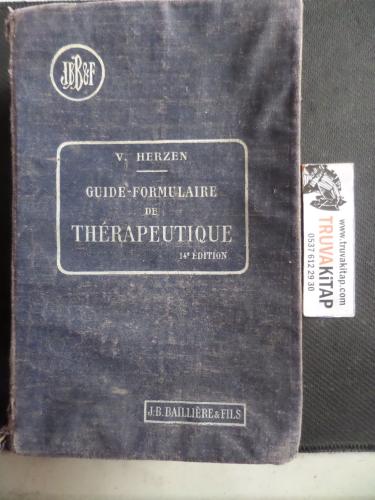 JBB&F
V. HERZEN
GUIDE-FORMULAIRE
DE
THÉRAPEUTIQUE
14e ÉDITION
J.-B. BAILLIÈRE & FILS
www.truvakitap.com
TRUVAKiTAP
0537 612 29 30